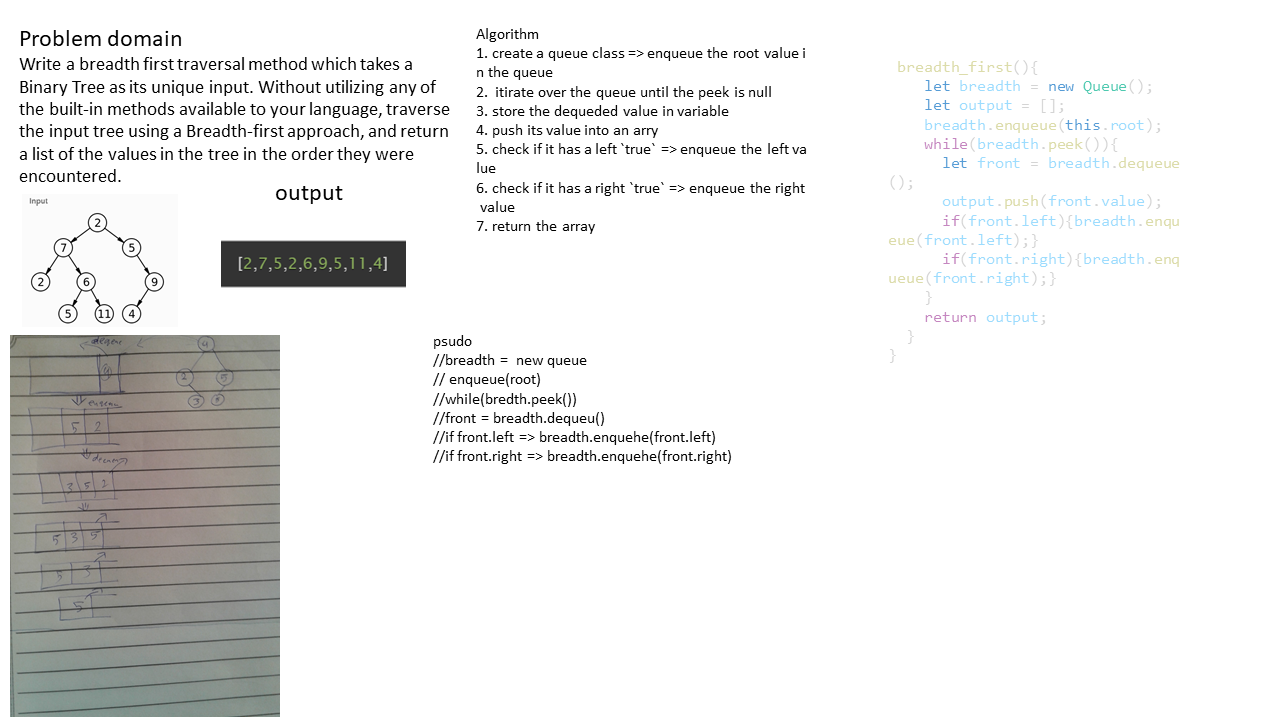 Problem domain
Write a breadth first traversal method which takes a
Binary Tree as its unique input. Without utilizing any of
the built-in methods available to your language, traverse
the input tree using a Breadth-first approach, and return
a list of the values in the tree in the order they were
encountered.
Input
2
7 5
2 6 9
5 11 4
output
[2,7,5,2,6,9,5,11,4]
Algorithm
1. create a queue class => enqueue the root value i
n the queue
2.  itirate over the queue until the peek is null
3. store the dequeded value in variable
4. push its value into an arry
5. check if it has a left `true` => enqueue the left va
lue
6. check if it has a right `true` => enqueue the right
 value
7. return the array
breadth_first(){
let breadth = new Queue();
let output = [];
breadth.enqueue(this.root);
while(breadth.peek()){
let front = breadth.dequeue
();
output.push(front.value);
if(front.left){breadth.enqu
eue(front.left);}
if(front.right){breadth.enq
ueue(front.right);}
}
return output;
}
}
psudo
//breadth =  new queue
// enqueue(root)
//while(bredth.peek())
//front = breadth.dequeu()
//if front.left => breadth.enquehe(front.left)
//if front.right => breadth.enquehe(front.right)
2 5
3
5 2
3 5 2
5 3 5
5 3
5